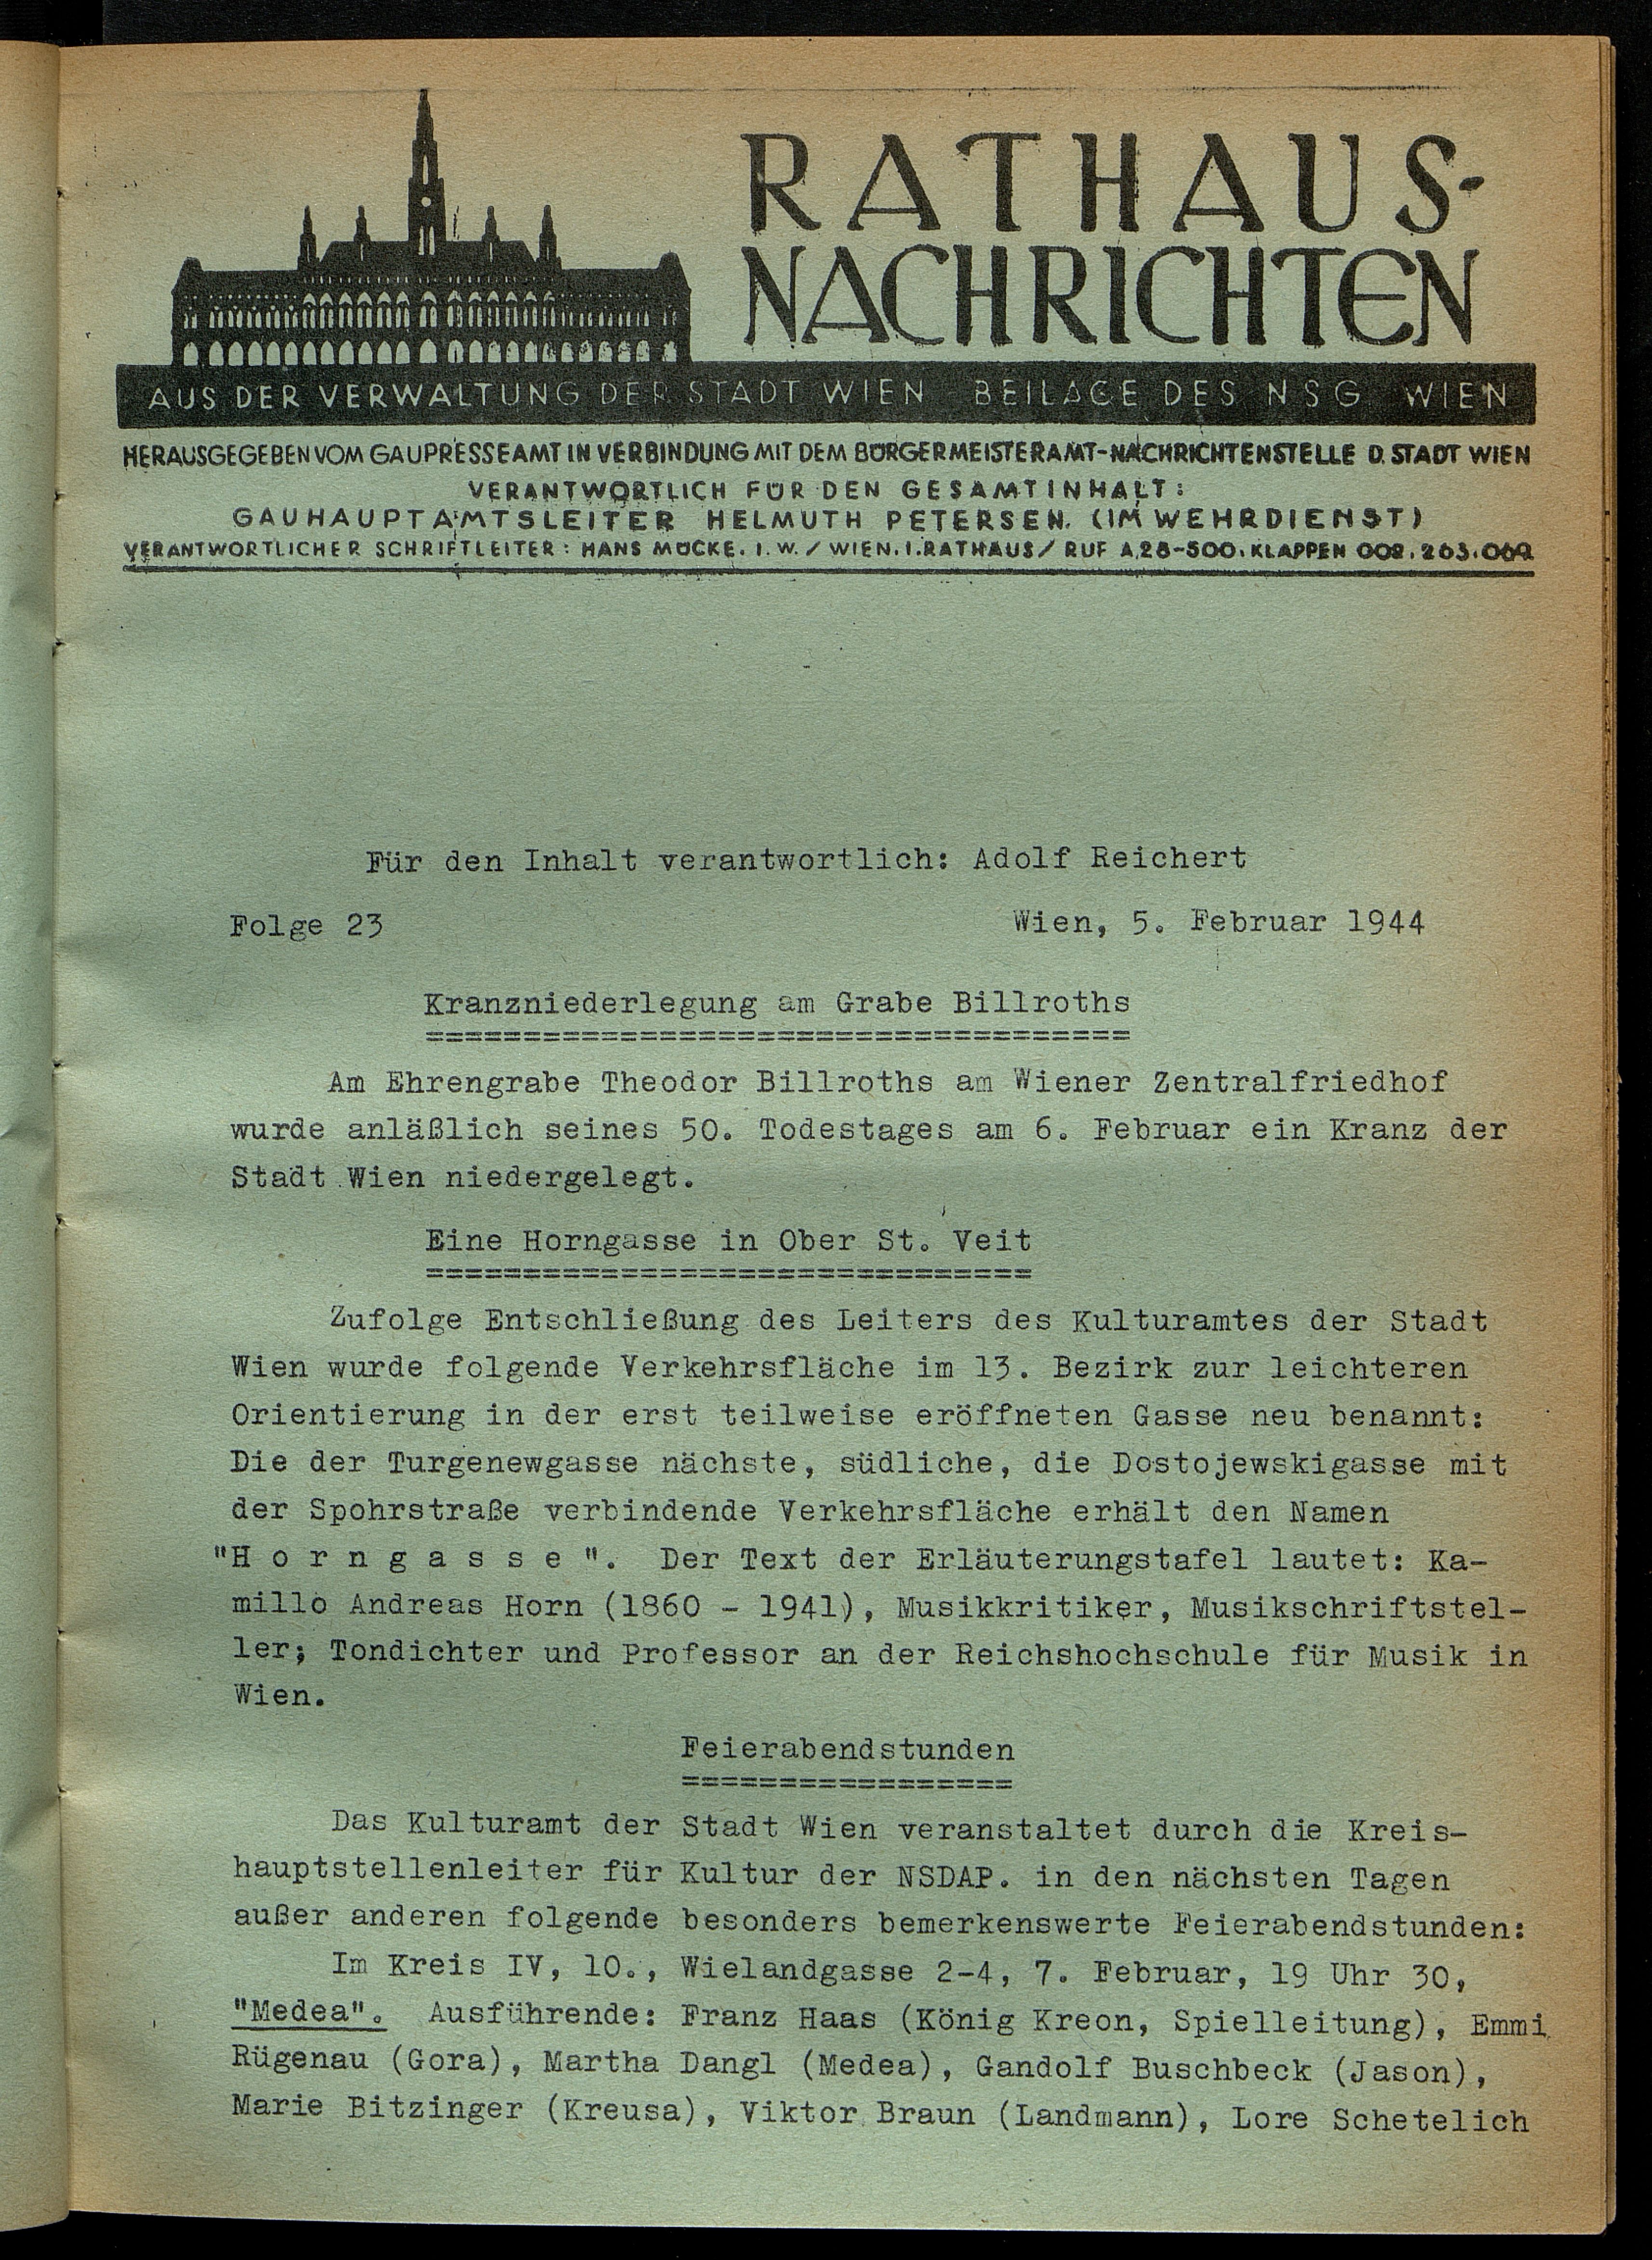 RATHAUS-
NACHRICHTEN
AUS DER VERWALTUNG DER STADT WIEN - BEILAGE DES NSG WIEN
HERAUSGEGEBEN VOM GAUPRESSEAMT IN VERBINDUNG MIT DEM BÜRGERMEISTERAMT-NACHRICHTENSTELLE D. STADT WIEN
VERANTWORTLICH FÜR DEN GESAMTINHALT:
GAUHAUPTAMTSLEITER HELMUTH PETERSEN. (IM WEHRDIENST)
VERANTWORTLICHER SCHRIFTLEITER: HANS MÜCKE. I. W. / WIEN. I. RATHAUS / RUF A 28-500. KLAPPEN 002. 263. 069
Für den Inhalt verantwortlich: Adolf Reichert
Folge 23 Wien, 5. Februar 1944
Kranzniederlegung am Grabe Billroths
Am Ehrengrabe Theodor Billroths am Wiener Zentralfriedhof
wurde anläßlich seines 50. Todestages am 6. Februar ein Kranz der
Stadt Wien niedergelegt.
Eine Horngasse in Ober St. Veit
Zufolge Entschließung des Leiters des Kulturamtes der Stadt
Wien wurde folgende Verkehrsfläche im 13. Bezirk zur leichteren
Orientierung in der erst teilweise eröffneten Gasse neu benannt:
Die der Turgenewgasse nächste, südliche, die Dostojewskigasse mit
der Spohrstraße verbindende Verkehrsfläche erhält den Namen
"H o r n g a s s e ". Der Text der Erläuterungstafel lautet: Ka-
millo Andreas Horn (1860 - 1941), Musikkritiker, Musikschriftstel-
ler; Tondichter und Professor an der Reichshochschule für Musik in
Wien.
Feierabendstunden
Das Kulturamt der Stadt Wien veranstaltet durch die Kreis-
hauptstellenleiter für Kultur der NSDAP. in den nächsten Tagen
außer anderen folgende besonders bemerkenswerte Feierabendstunden:
Im Kreis IV, 10., Wielandgasse 2-4, 7. Februar, 19 Uhr 30,
"Medea". Ausführende: Franz Haas (König Kreon, Spielleitung), Emmi
Rügenau (Gora), Martha Dangl (Medea), Gandolf Buschbeck (Jason),
Marie Bitzinger (Kreusa), Viktor Braun (Landmann), Lore Schetelich